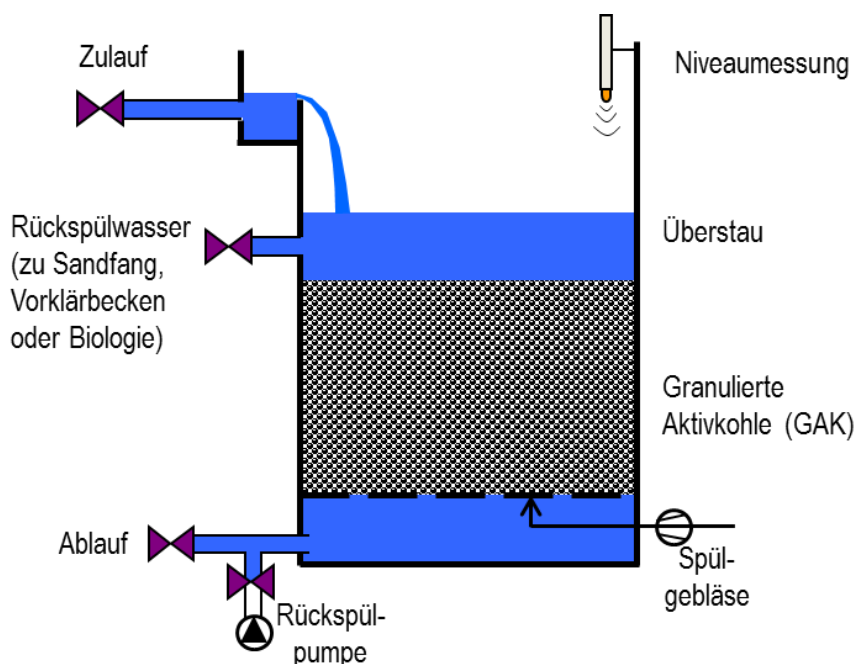 Zulauf
Niveaumessung
Rückspülwasser
(zu Sandfang,
Vorklärbecken
oder Biologie)
Überstau
Granulierte
Aktivkohle (GAK)
Ablauf
Spül-
gebläse
Rückspül-
pumpe